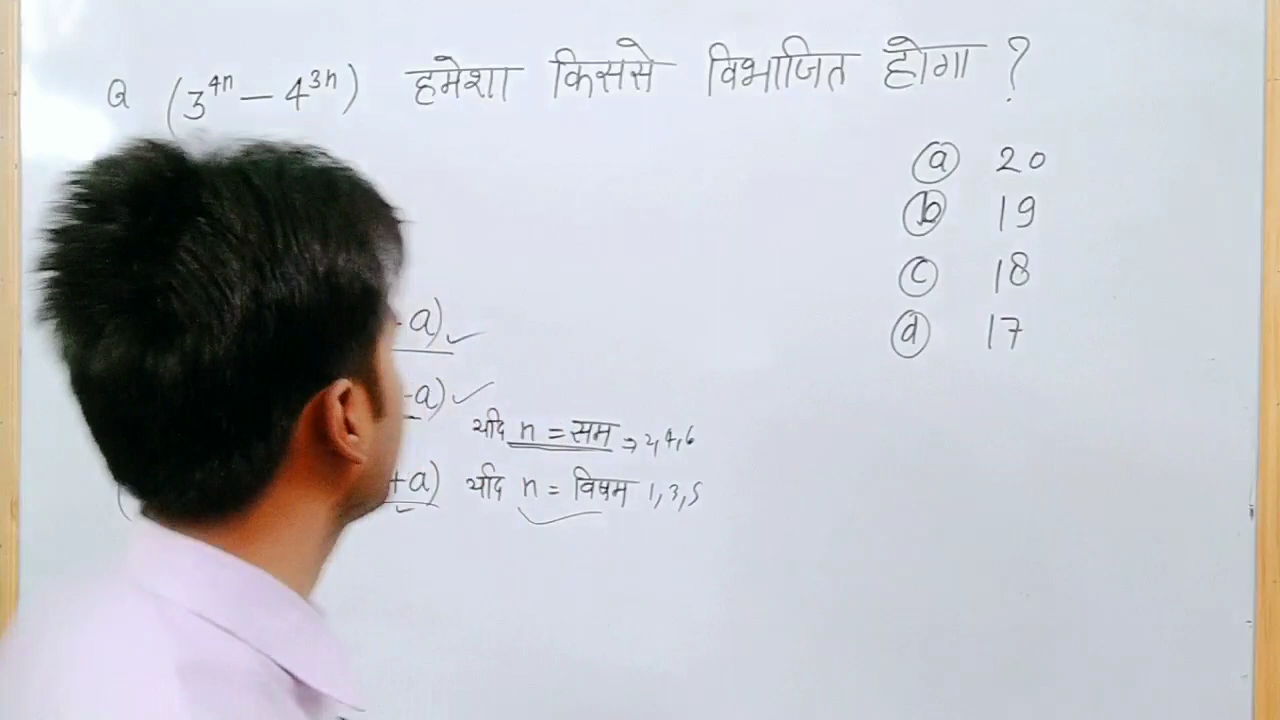 Q (3^4n − 4^3n) हमेशा किससे विभाजित होगा ?
ⓐ 20
ⓑ 19
ⓒ 18
ⓓ 17
- a) ✓
-a) ✓
यदि n = सम → 2, 4, 6
+a) यदि n = विषम 1, 3, 5